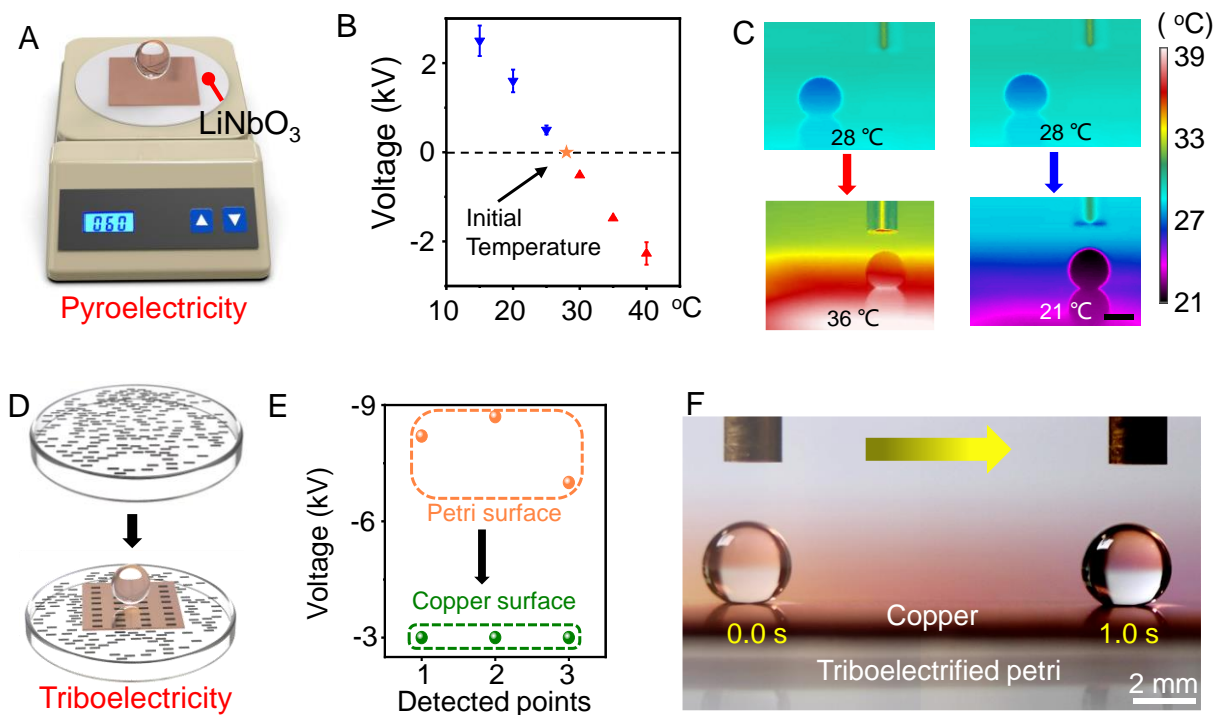 A
LiNbO₃
060
Pyroelectricity
B
Voltage (kV)
2
0
-2
Initial
Temperature
10
20
30
40
ºC
C
( ºC)
28 ℃
28 ℃
36 ℃
21 ℃
39
33
27
21
D
Triboelectricity
E
Voltage (kV)
-9
-6
-3
Petri surface
Copper surface
1
2
3
Detected points
F
0.0 s
Copper
1.0 s
Triboelectrified petri
2 mm